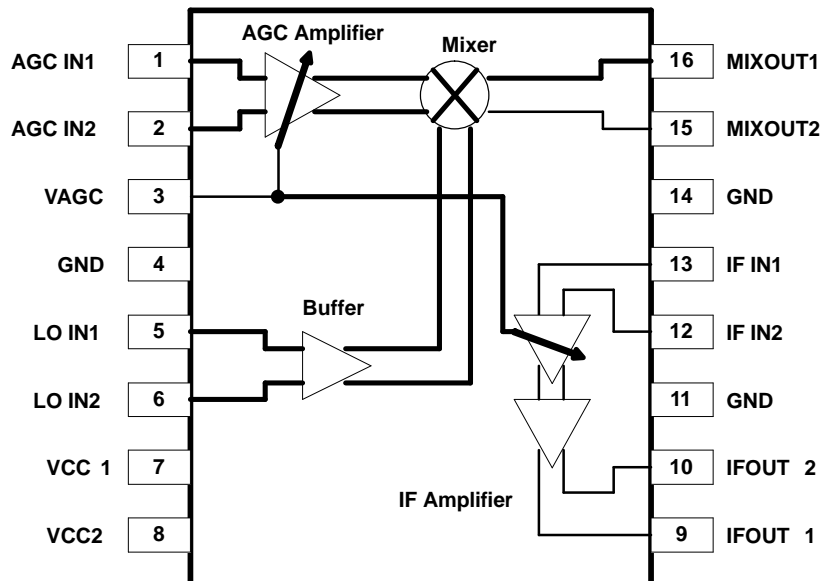 AGC Amplifier
Mixer
AGC IN1 1
AGC IN2 2
VAGC 3
GND 4
LO IN1 5
LO IN2 6
VCC 1 7
VCC2 8
Buffer
IF Amplifier
16 MIXOUT1
15 MIXOUT2
14 GND
13 IF IN1
12 IF IN2
11 GND
10 IFOUT 2
9 IFOUT 1